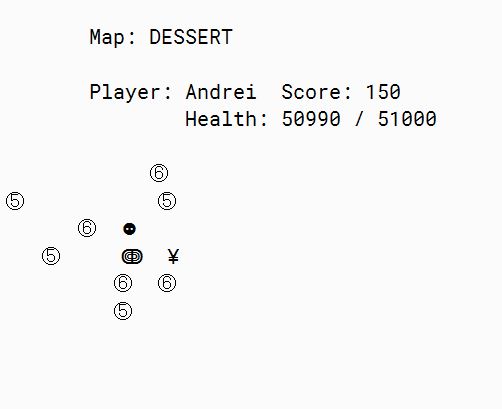 Map: DESSERT
Player: Andrei  Score: 150
Health: 50990 / 51000
⑥
⑤ ⑤
⑥ ☻
⑤ ¥
⑥ ⑥
⑤